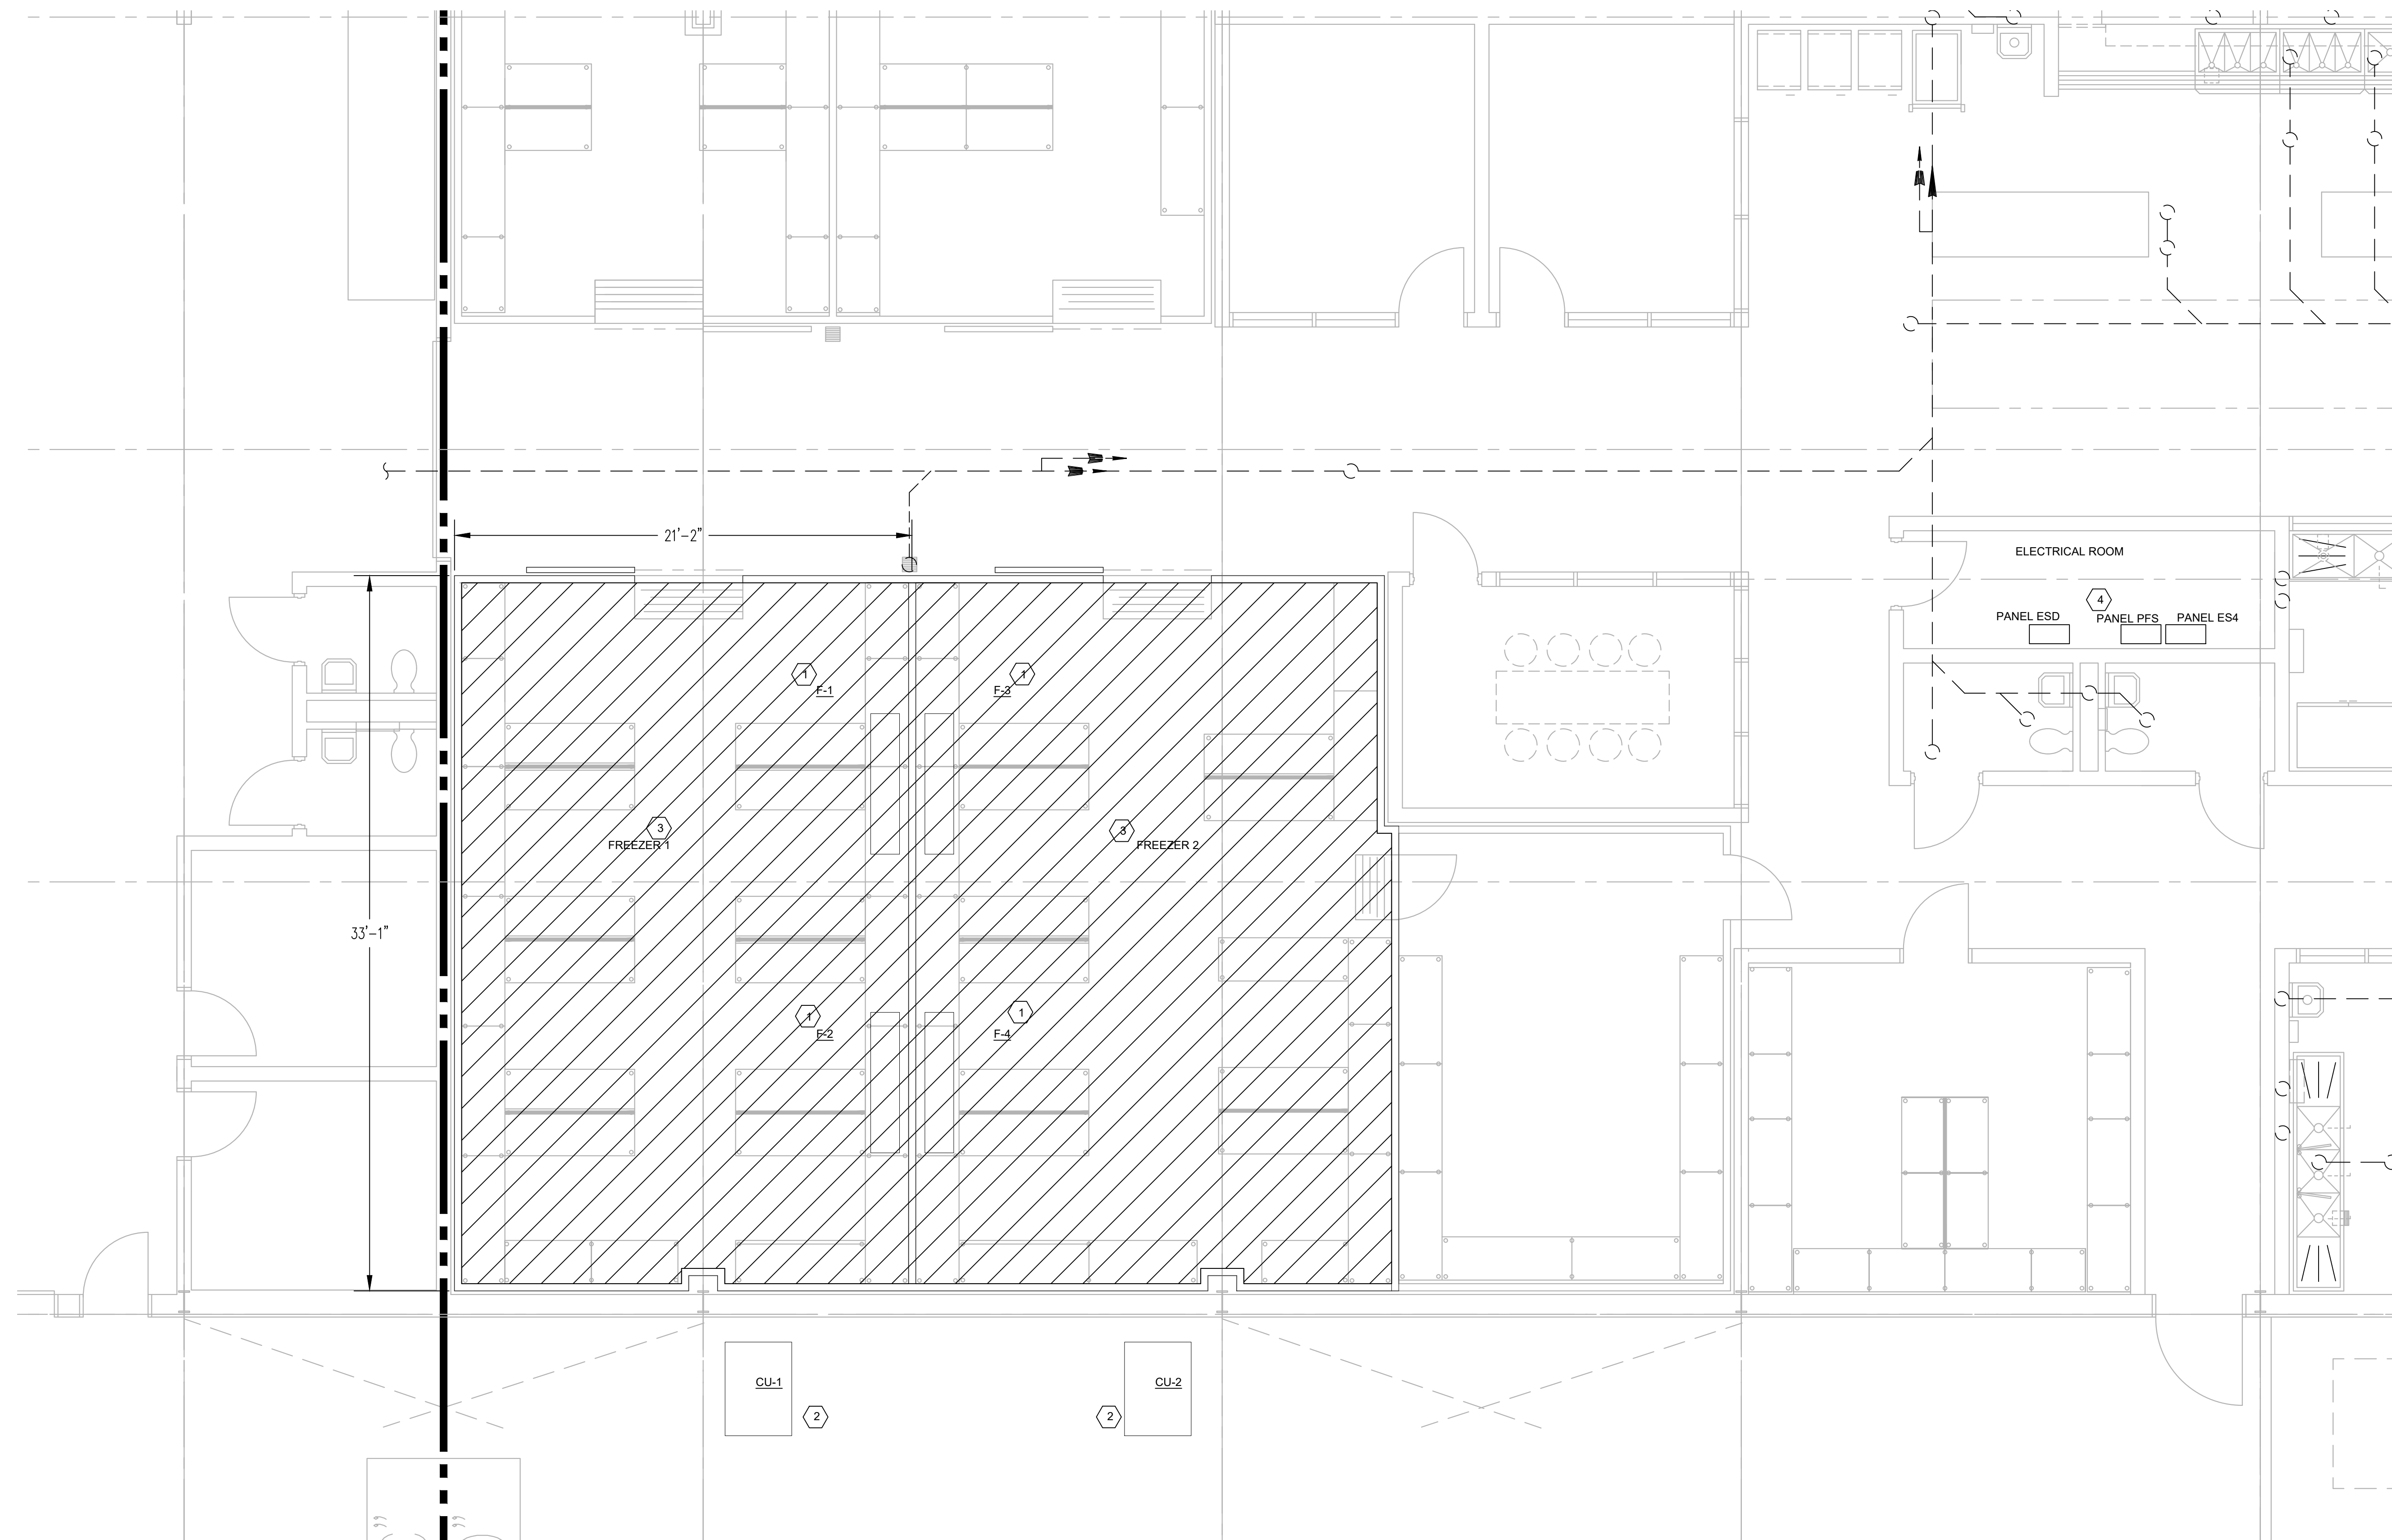 21'-2"
ELECTRICAL ROOM
4
PANEL ESD
PANEL PFS
PANEL ES4
1
F-1
1
F-3
3
FREEZER 1
3
FREEZER 2
33'-1"
1
F-2
1
F-4
CU-1
2
CU-2
2